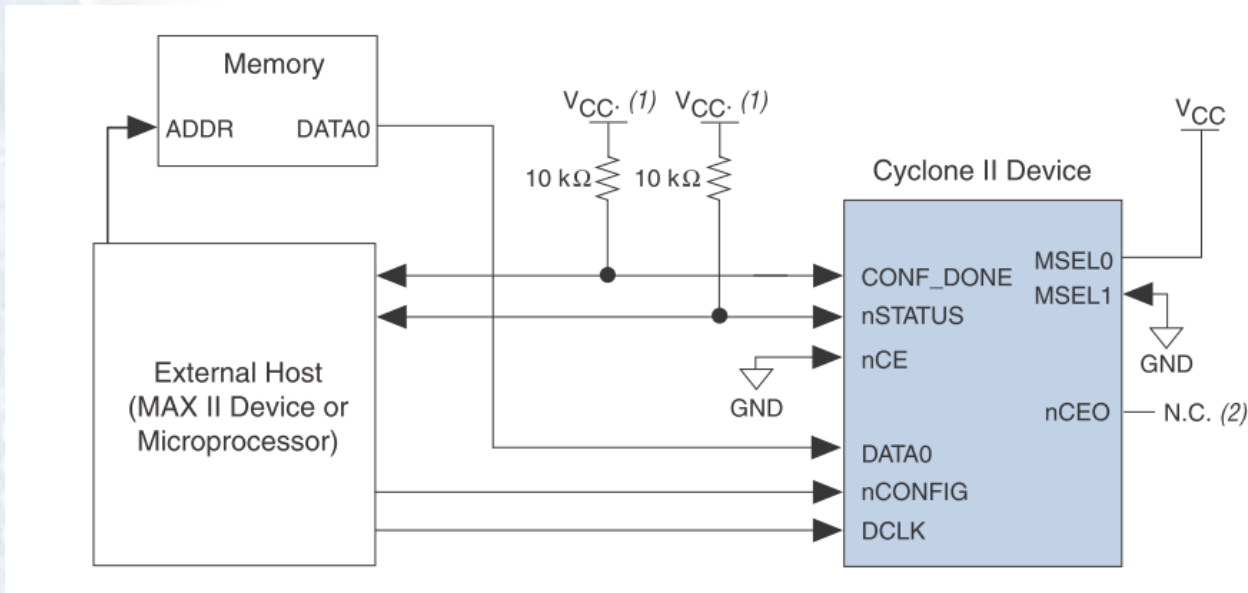 Memory
ADDR DATA0
VCC. (1) VCC. (1)
10 kΩ 10 kΩ
VCC
Cyclone II Device
CONF_DONE
nSTATUS
nCE
DATA0
nCONFIG
DCLK
MSEL0
MSEL1
nCEO
GND
GND
N.C. (2)
External Host
(MAX II Device or
Microprocessor)